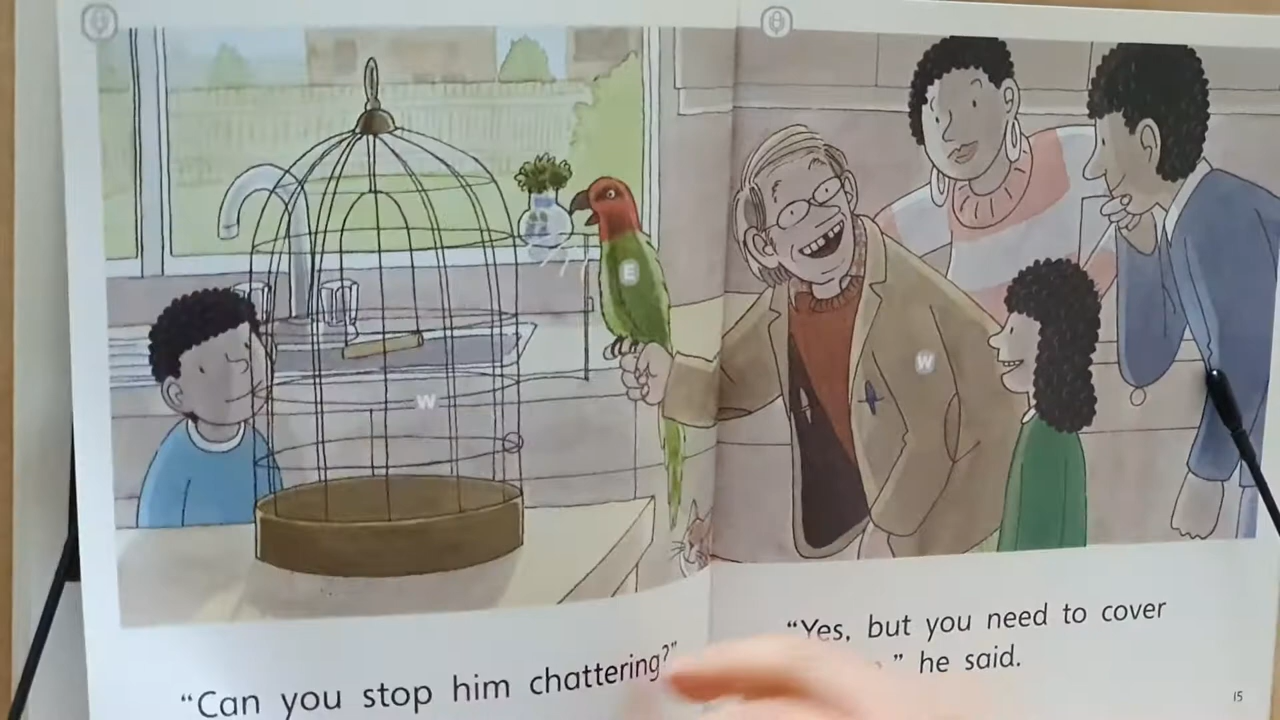 “Can you stop him chattering?”
“Yes, but you need to cover
” he said.
15
E
W
W